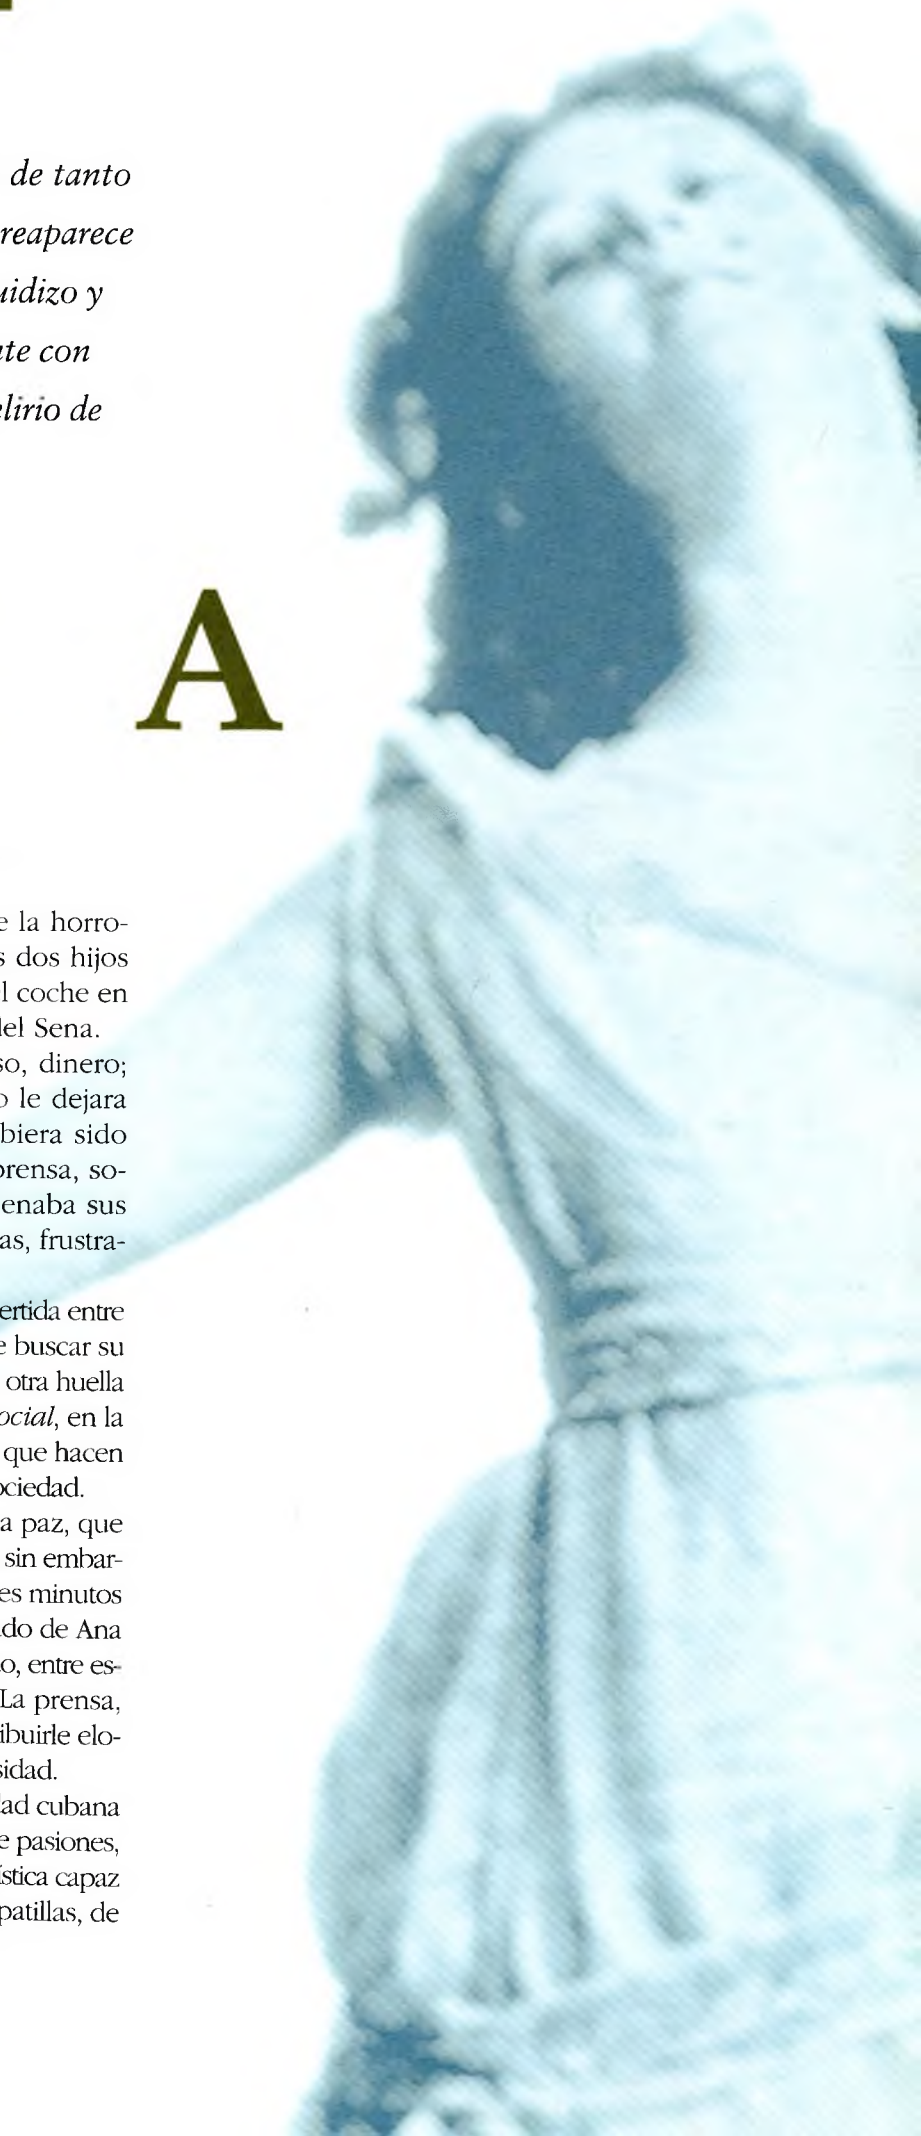 de tanto
reaparece
uidizo y
te con
lirio de
A
e la horro-
s dos hijos
l coche en
del Sena.
so, dinero;
o le dejara
biera sido
prensa, so-
enaba sus
as, frustra-
ertida entre
e buscar su
otra huella
ocial, en la
que hacen
ociedad.
a paz, que
sin embar-
es minutos
do de Ana
o, entre es-
La prensa,
ibuirle elo-
sidad.
ad cubana
e pasiones,
ística capaz
patillas, de